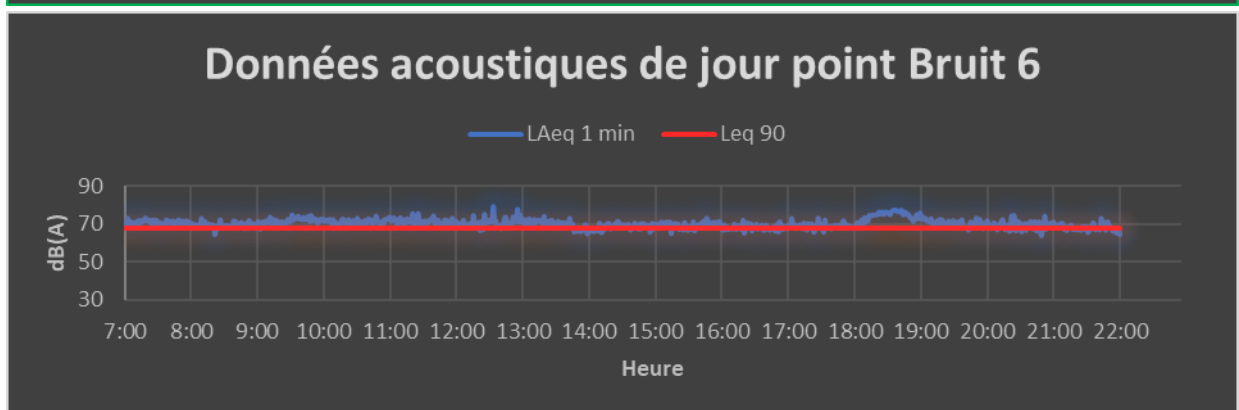 Données acoustiques de jour point Bruit 6
LAeq 1 min Leq 90
90
70
50
30
dB(A)
7:00 8:00 9:00 10:00 11:00 12:00 13:00 14:00 15:00 16:00 17:00 18:00 19:00 20:00 21:00 22:00
Heure